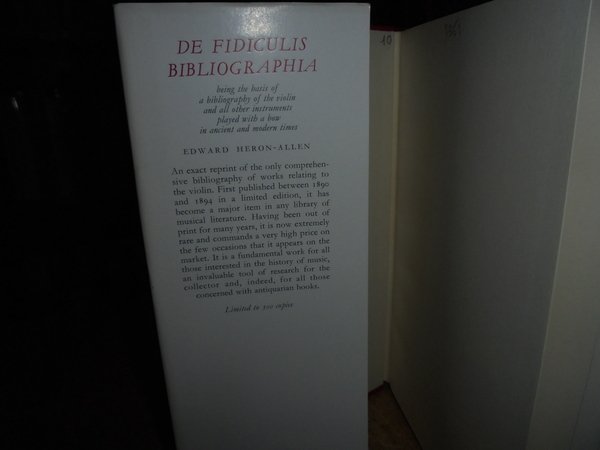 DE FIDICULIS
BIBLIOGRAPHIA
being the basis of
a bibliography of the violin
and all other instruments
played with a bow
in ancient and modern times
EDWARD HERON-ALLEN
An exact reprint of the only comprehen-
sive bibliography of works relating to
the violin. First published between 1890
and 1894 in a limited edition, it has
become a major item in any library of
musical literature. Having been out of
print for many years, it is now extremely
rare and commands a very high price on
the few occasions that it appears on the
market. It is a fundamental work for all
those interested in the history of music,
an invaluable tool of research for the
collector and, indeed, for all those
concerned with antiquarian books.
Limited to 500 copies
10